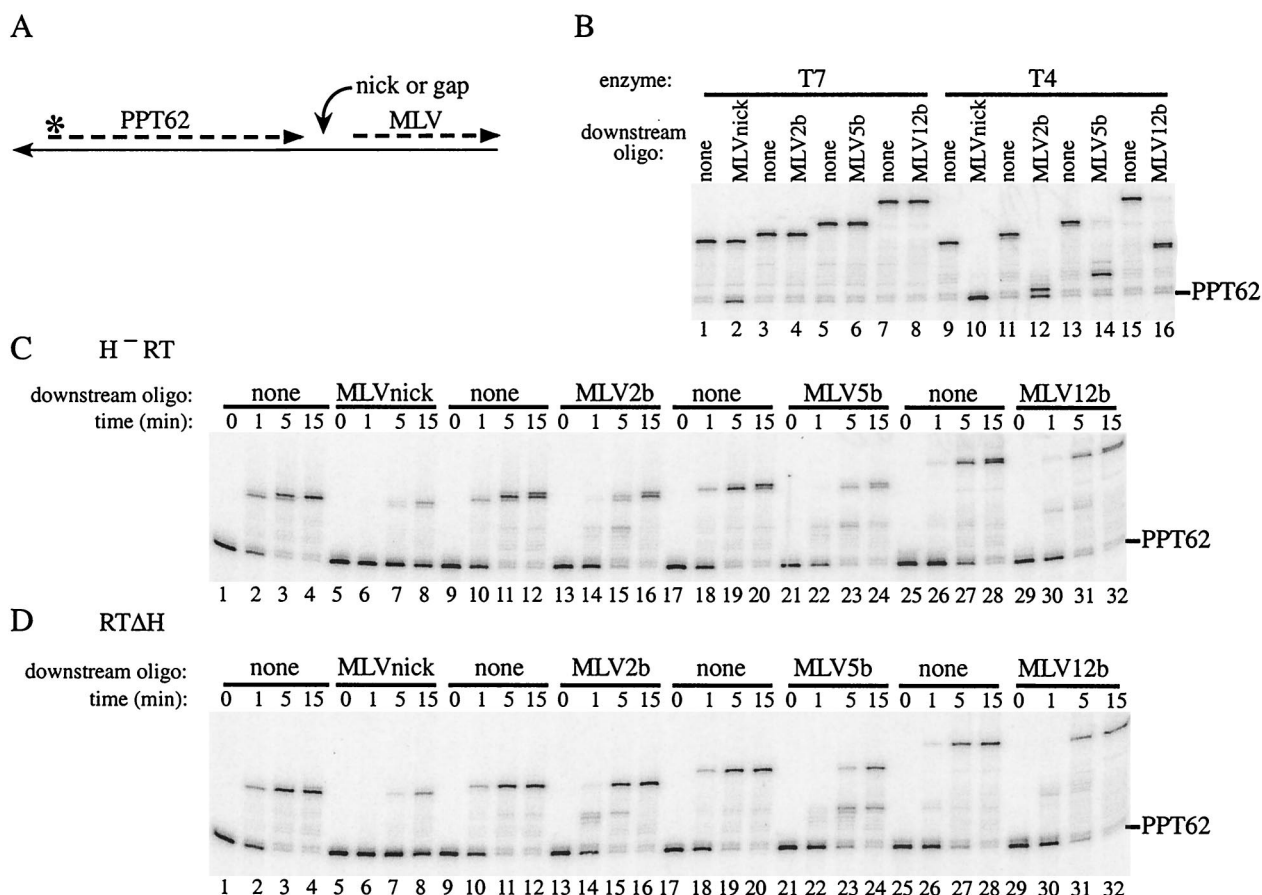 A
nick or gap
* PPT62 MLV
B
enzyme: T7 T4
downstream
oligo:
none MLVnick none MLV2b none MLV5b none MLV12b none MLVnick none MLV2b none MLV5b none MLV12b
PPT62
1 2 3 4 5 6 7 8 9 10 11 12 13 14 15 16
C H⁻ RT
downstream oligo: none MLVnick none MLV2b none MLV5b none MLV12b
time (min): 0 1 5 15 0 1 5 15 0 1 5 15 0 1 5 15 0 1 5 15 0 1 5 15 0 1 5 15 0 1 5 15
PPT62
1 2 3 4 5 6 7 8 9 10 11 12 13 14 15 16 17 18 19 20 21 22 23 24 25 26 27 28 29 30 31 32
D RTΔH
downstream oligo: none MLVnick none MLV2b none MLV5b none MLV12b
time (min): 0 1 5 15 0 1 5 15 0 1 5 15 0 1 5 15 0 1 5 15 0 1 5 15 0 1 5 15 0 1 5 15
PPT62
1 2 3 4 5 6 7 8 9 10 11 12 13 14 15 16 17 18 19 20 21 22 23 24 25 26 27 28 29 30 31 32